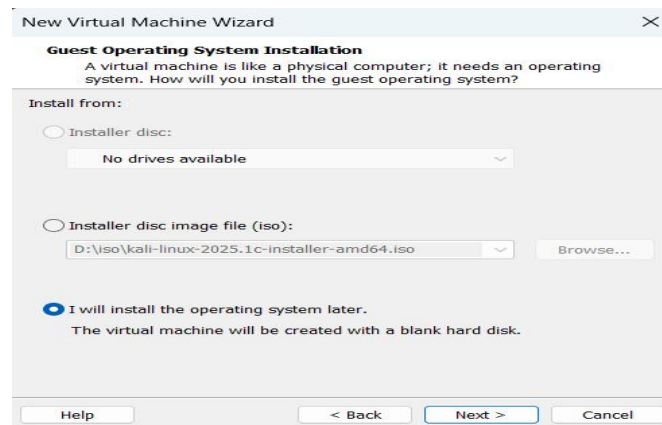 New Virtual Machine Wizard
Guest Operating System Installation
A virtual machine is like a physical computer; it needs an operating
system. How will you install the guest operating system?
Install from:
Installer disc:
No drives available
Installer disc image file (iso):
D:\iso\kali-linux-2025.1c-installer-amd64.iso
Browse...
I will install the operating system later.
The virtual machine will be created with a blank hard disk.
Help
< Back
Next >
Cancel